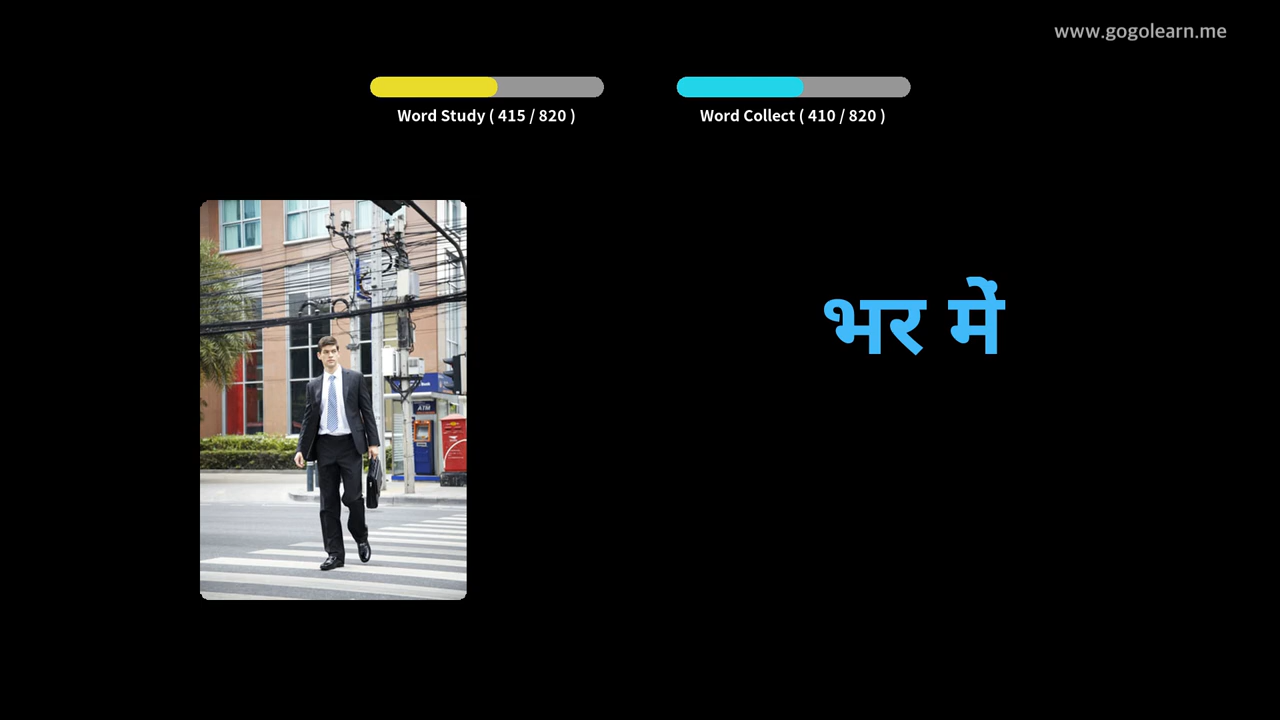 www.gogolearn.me
Word Study ( 415 / 820 )
Word Collect ( 410 / 820 )
भर में
ATM